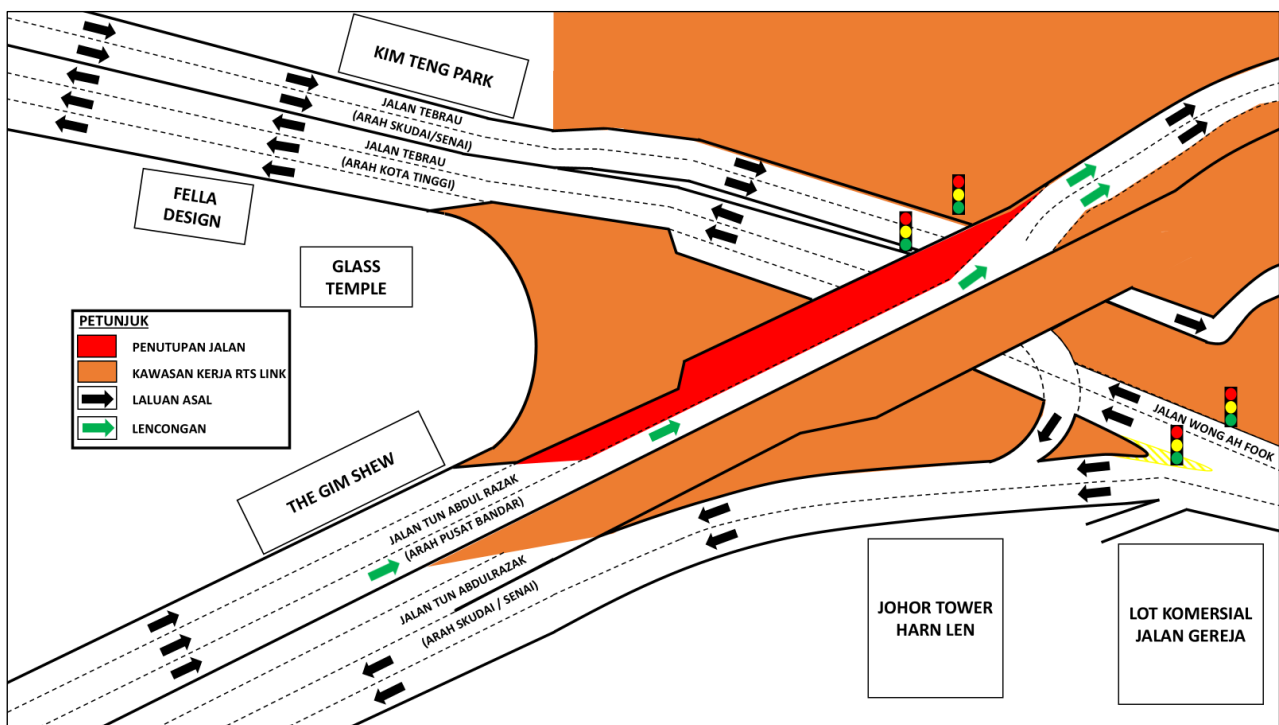 KIM TENG PARK
JALAN TEBRAU
(ARAH SKUDAI/SENAI)
JALAN TEBRAU
(ARAH KOTA TINGGI)
FELLA
DESIGN
GLASS
TEMPLE
PETUNJUK
PENUTUPAN JALAN
KAWASAN KERJA RTS LINK
LALUAN ASAL
LENCONGAN
THE GIM SHEW
JALAN TUN ABDUL RAZAK
(ARAH PUSAT BANDAR)
JALAN TUN ABDULRAZAK
(ARAH SKUDAI / SENAI)
JALAN WONG AH FOOK
JOHOR TOWER
HARN LEN
LOT KOMERSIAL
JALAN GEREJA